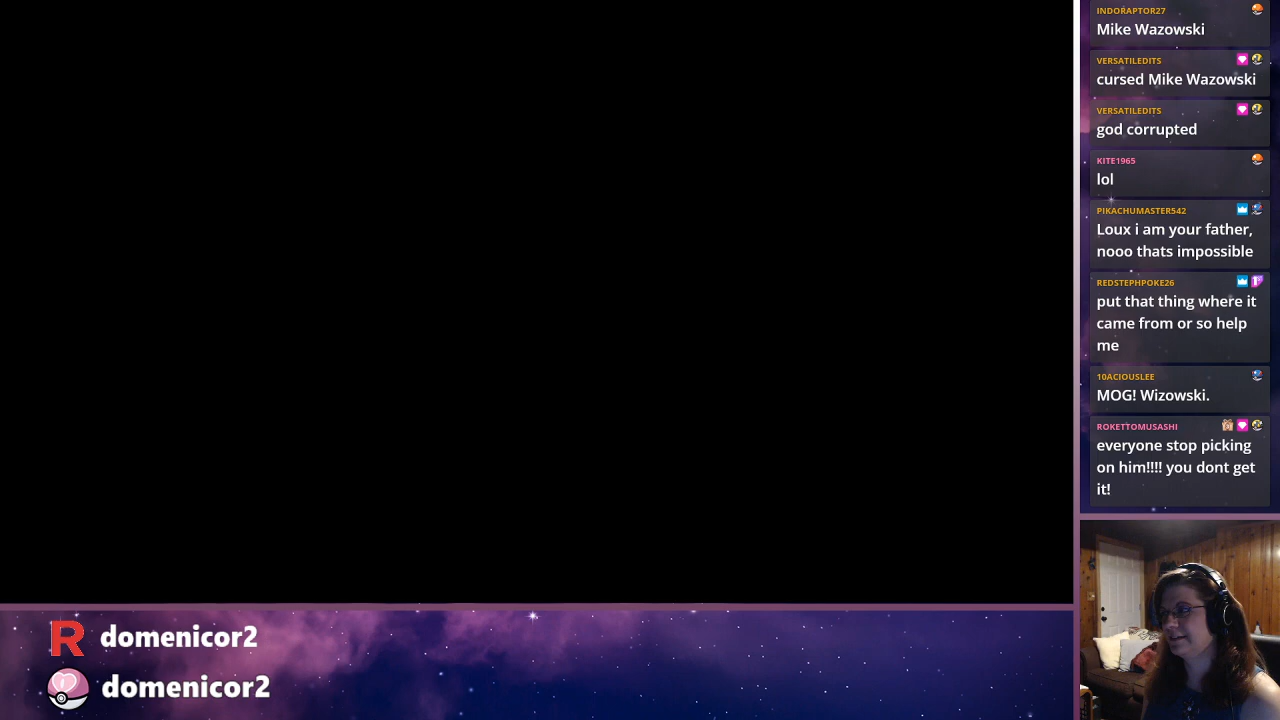 INDORAPTOR27
Mike Wazowski
VERSATILEDITS
cursed Mike Wazowski
VERSATILEDITS
god corrupted
KITE1965
lol
PIKACHUMASTER542
Loux i am your father,
nooo thats impossible
REDSTEPHPOKE26
put that thing where it
came from or so help
me
10ACIOUSLEE
MOG! Wizowski.
ROKETTOMUSASHI
everyone stop picking
on him!!!! you dont get
it!
R domenicor2
domenicor2